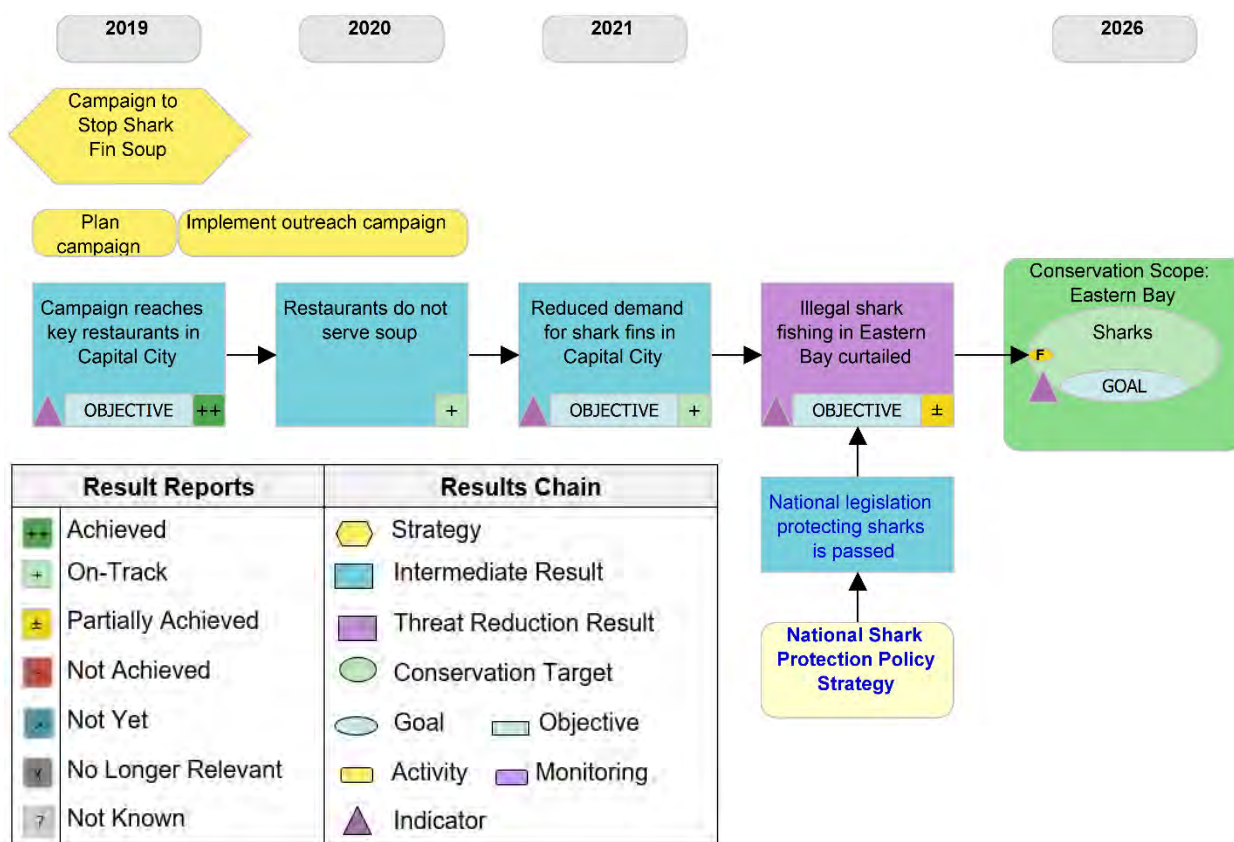 2019
2020
2021
2026
Campaign to
Stop Shark
Fin Soup
Plan
campaign
Implement outreach campaign
Campaign reaches
key restaurants in
Capital City
OBJECTIVE
++
Restaurants do not
serve soup
+
Reduced demand
for shark fins in
Capital City
OBJECTIVE
+
Illegal shark
fishing in Eastern
Bay curtailed
OBJECTIVE
±
Conservation Scope:
Eastern Bay
Sharks
F
GOAL
National legislation
protecting sharks
is passed
National Shark
Protection Policy
Strategy
Result Reports
++ Achieved
+ On-Track
± Partially Achieved
Not Achieved
Not Yet
No Longer Relevant
? Not Known
Results Chain
Strategy
Intermediate Result
Threat Reduction Result
Conservation Target
Goal
Objective
Activity
Monitoring
Indicator